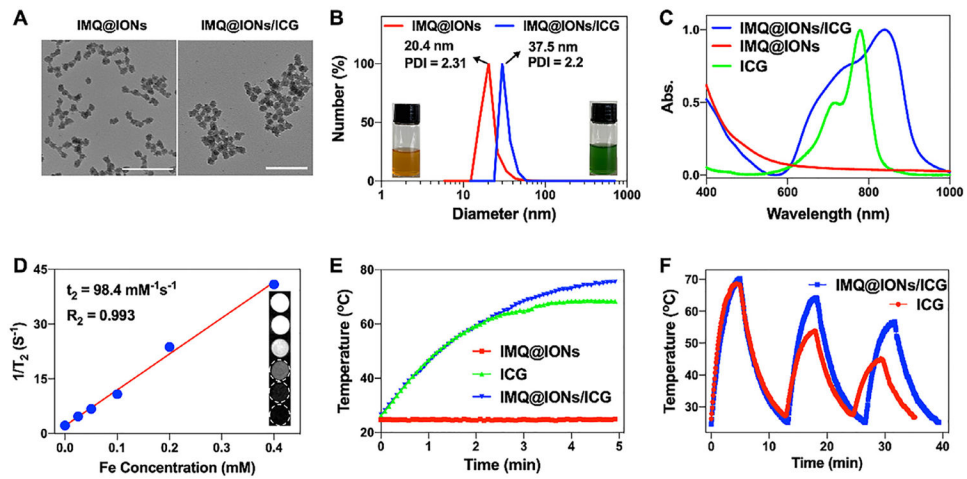 A
IMQ@IONs
IMQ@IONs/ICG
B
IMQ@IONs
IMQ@IONs/ICG
20.4 nm
PDI = 2.31
37.5 nm
PDI = 2.2
Number (%)
100
50
0
1
10
100
1000
Diameter (nm)
C
IMQ@IONs/ICG
IMQ@IONs
ICG
Abs.
1.0
0.5
0.0
400
600
800
1000
Wavelength (nm)
D
t₂ = 98.4 mM⁻¹s⁻¹
R₂ = 0.993
1/T₂ (S⁻¹)
45
30
15
0
0.0
0.1
0.2
0.3
0.4
Fe Concentration (mM)
E
IMQ@IONs
ICG
IMQ@IONs/ICG
Temperature (°C)
80
60
40
20
0
1
2
3
4
5
Time (min)
F
IMQ@IONs/ICG
ICG
Temperature (°C)
70
50
30
0
10
20
30
40
Time (min)